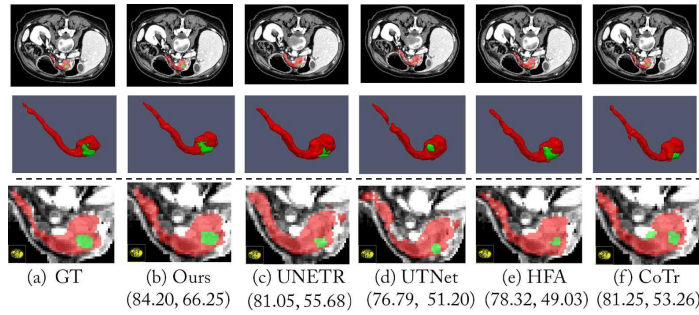 (a) GT (b) Ours (c) UNETR (d) UTNet (e) HFA (f) CoTr
(84.20, 66.25) (81.05, 55.68) (76.79, 51.20) (78.32, 49.03) (81.25, 53.26)